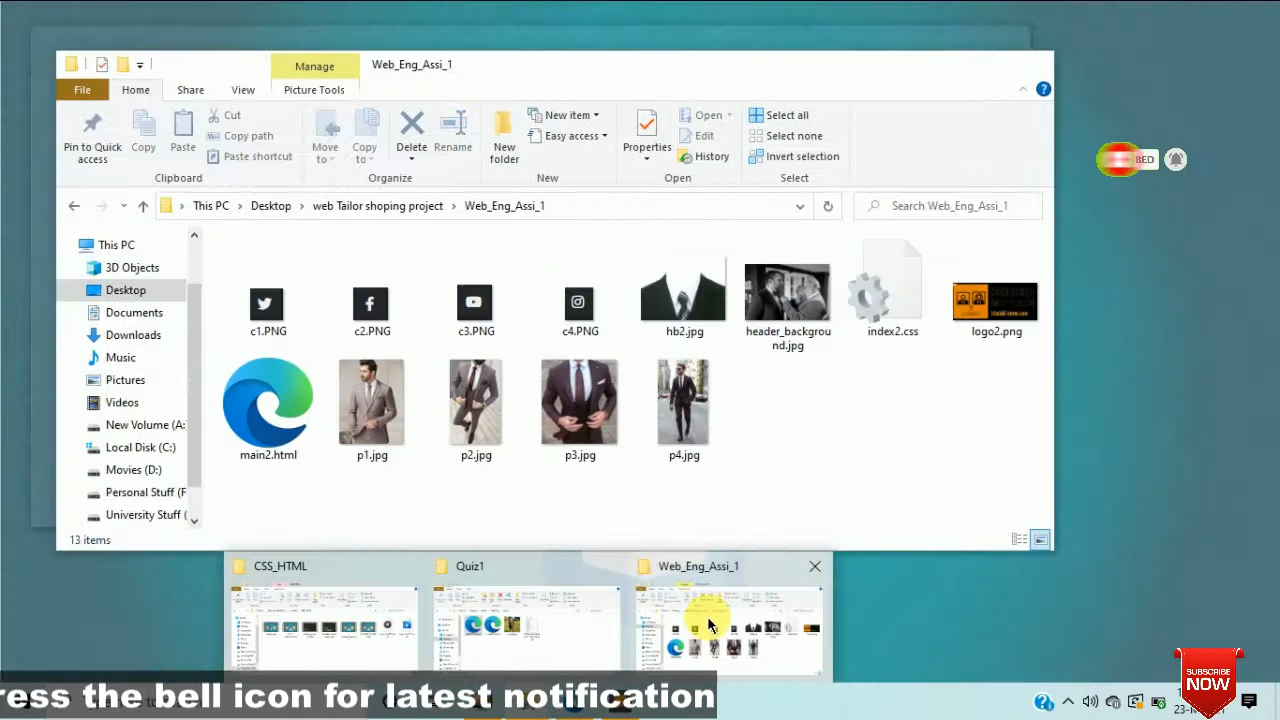 Manage
Web_Eng_Assi_1
File
Home
Share
View
Picture Tools
Pin to Quick access
Copy
Paste
Cut
Copy path
Paste shortcut
Clipboard
Move to
Copy to
Delete
Rename
Organize
New folder
New item
Easy access
New
Properties
Open
Edit
History
Open
Select all
Select none
Invert selection
Select
This PC > Desktop > web Tailor shoping project > Web_Eng_Assi_1
Search Web_Eng_Assi_1
This PC
3D Objects
Desktop
Documents
Downloads
Music
Pictures
Videos
New Volume (A:
Local Disk (C:)
Movies (D:)
Personal Stuff (F
University Stuff (
c1.PNG
c2.PNG
c3.PNG
c4.PNG
hb2.jpg
header_background.jpg
index2.css
logo2.png
main2.html
p1.jpg
p2.jpg
p3.jpg
p4.jpg
13 items
BED
CSS_HTML
Quiz1
Web_Eng_Assi_1
ress the bell icon for latest notification
SUBSCRIBE
NOW